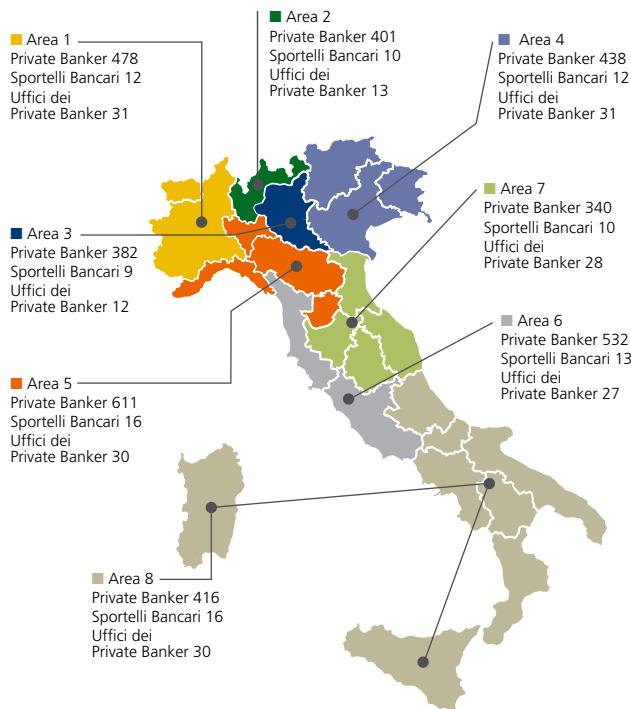 Area 1
Private Banker 478
Sportelli Bancari 12
Uffici dei
Private Banker 31
Area 2
Private Banker 401
Sportelli Bancari 10
Uffici dei
Private Banker 13
Area 4
Private Banker 438
Sportelli Bancari 12
Uffici dei
Private Banker 31
Area 7
Private Banker 340
Sportelli Bancari 10
Uffici dei
Private Banker 28
Area 3
Private Banker 382
Sportelli Bancari 9
Uffici dei
Private Banker 12
Area 6
Private Banker 532
Sportelli Bancari 13
Uffici dei
Private Banker 27
Area 5
Private Banker 611
Sportelli Bancari 16
Uffici dei
Private Banker 30
Area 8
Private Banker 416
Sportelli Bancari 16
Uffici dei
Private Banker 30